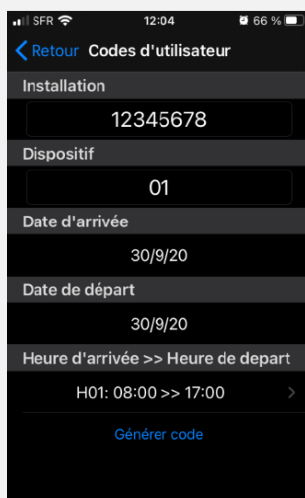 SFR 12:04 66 %
Retour Codes d'utilisateur
Installation
12345678
Dispositif
01
Date d'arrivée
30/9/20
Date de départ
30/9/20
Heure d'arrivée >> Heure de depart
H01: 08:00 >> 17:00
Générer code